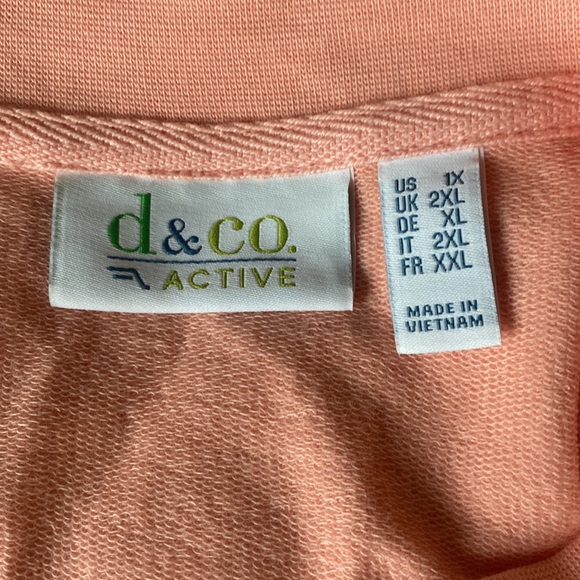 d&co.
ACTIVE
US 1X
UK 2XL
DE XL
IT 2XL
FR XXL
MADE IN
VIETNAM